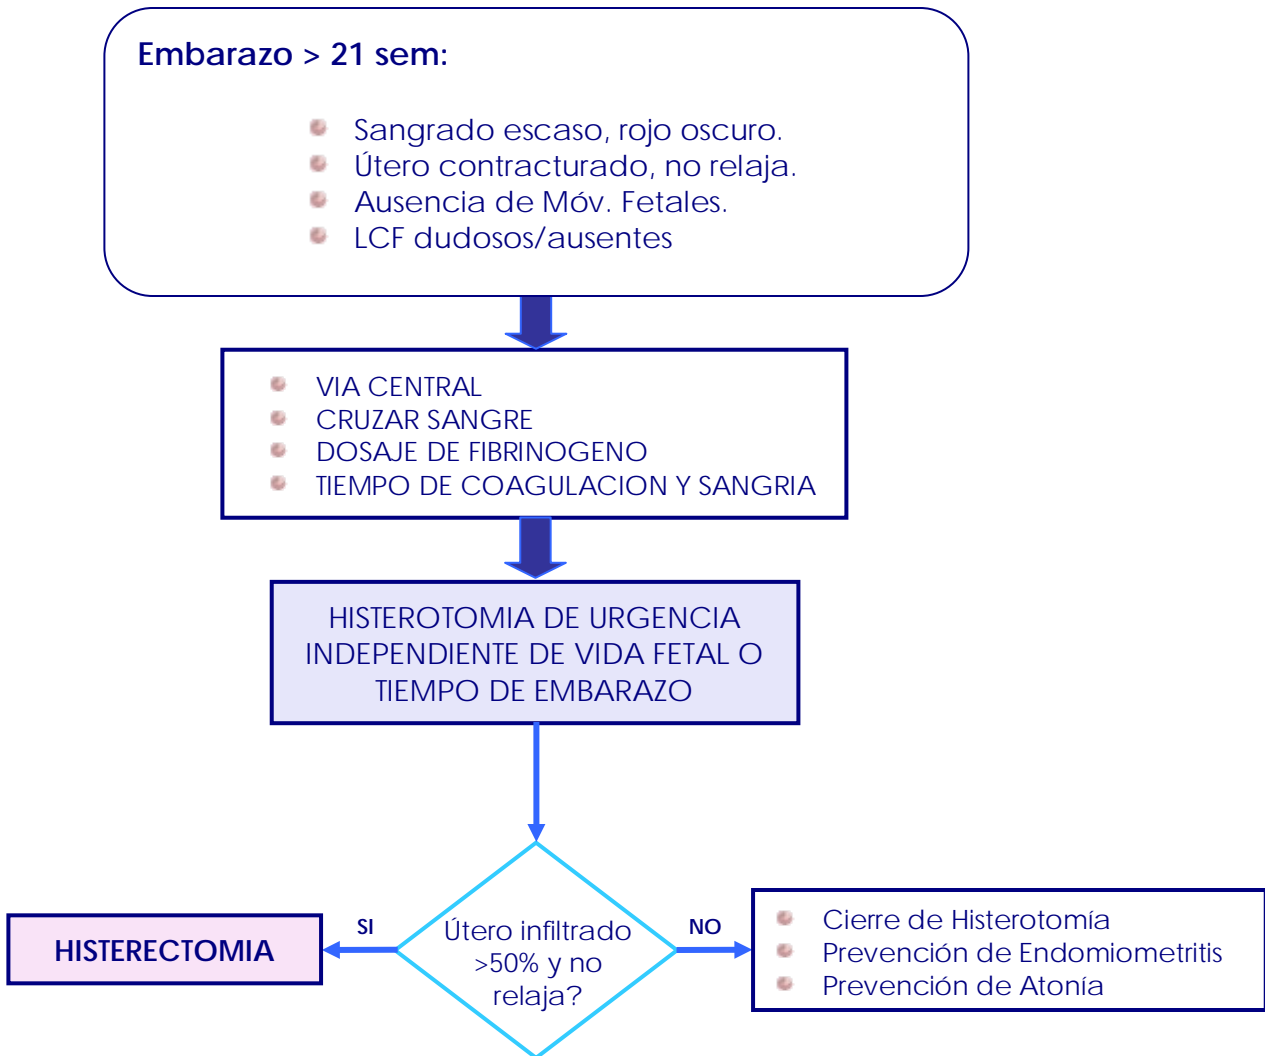 Embarazo > 21 sem:
Sangrado escaso, rojo oscuro.
Útero contracturado, no relaja.
Ausencia de Móv. Fetales.
LCF dudosos/ausentes
VIA CENTRAL
CRUZAR SANGRE
DOSAJE DE FIBRINOGENO
TIEMPO DE COAGULACION Y SANGRIA
HISTEROTOMIA DE URGENCIA
INDEPENDIENTE DE VIDA FETAL O
TIEMPO DE EMBARAZO
HISTERECTOMIA
SI
Útero infiltrado
>50% y no
relaja?
NO
Cierre de Histerotomía
Prevención de Endomiometritis
Prevención de Atonía